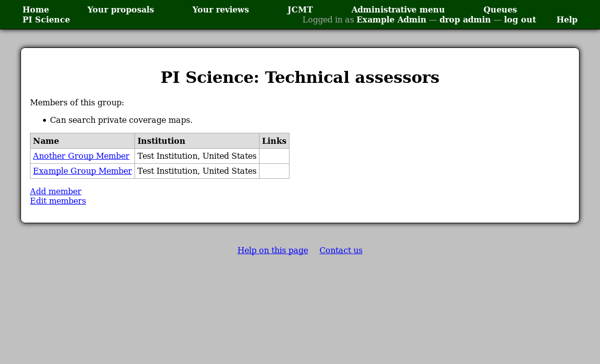 Home Your proposals Your reviews JCMT Administrative menu Queues
PI Science Logged in as Example Admin — drop admin — log out Help
PI Science: Technical assessors
Members of this group:
• Can search private coverage maps.
Name Institution Links
Another Group Member Test Institution, United States
Example Group Member Test Institution, United States
Add member
Edit members
Help on this page Contact us